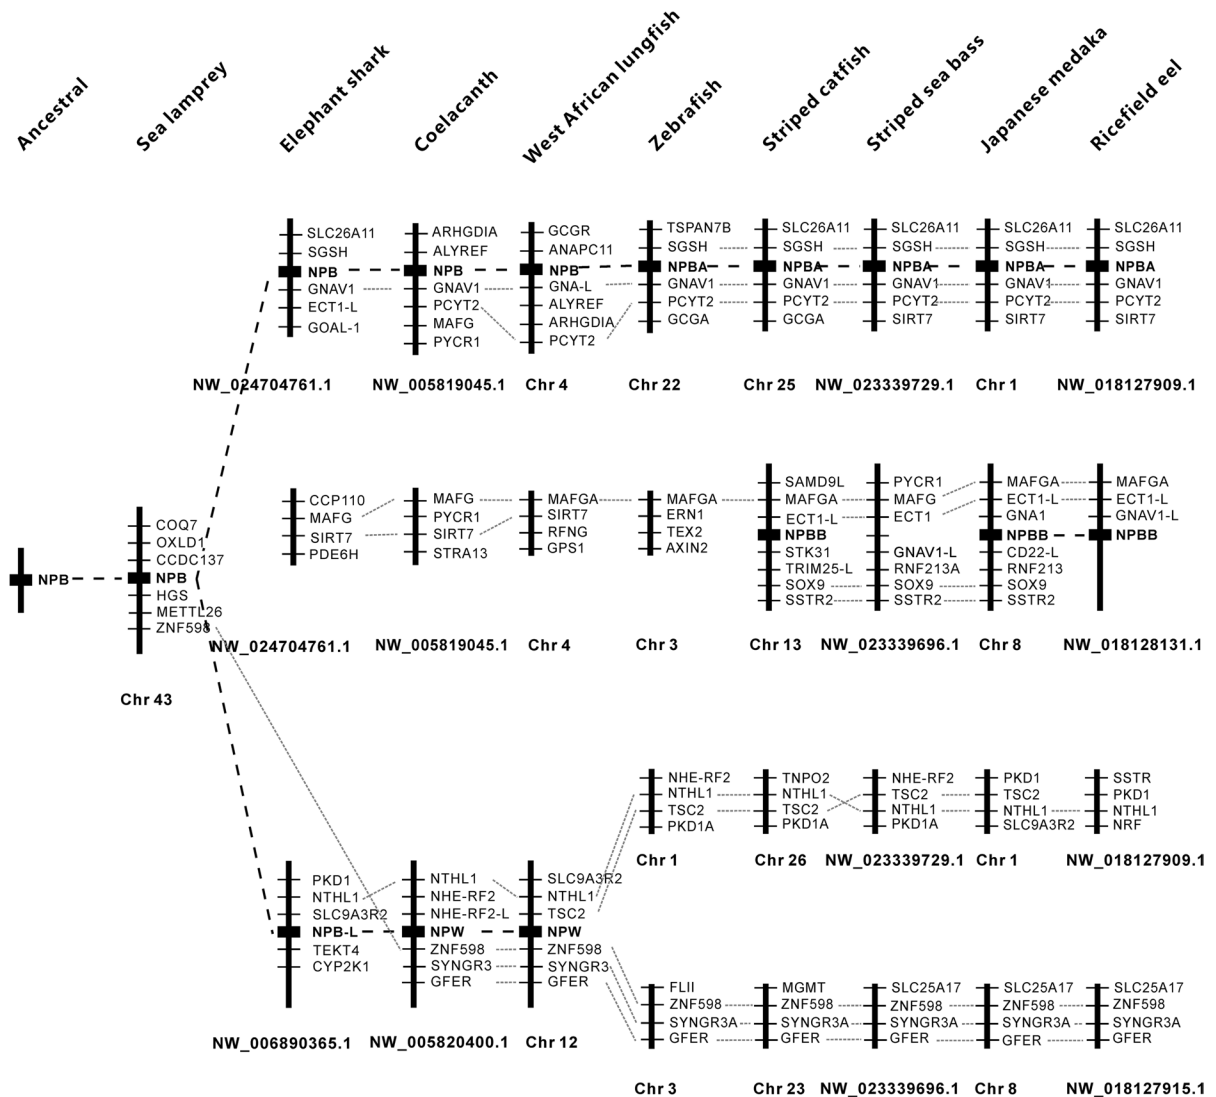 Ancestral
Sea lamprey
Elephant shark
Coelacanth
West African lungfish
Zebrafish
Striped catfish
Striped sea bass
Japanese medaka
Ricefield eel
SLC26A11
SGSH
NPB
GNAV1
ECT1-L
GOAL-1
NW_024704761.1
ARHGDIA
ALYREF
NPB
GNAV1
PCYT2
MAFG
PYCR1
NW_005819045.1
GCGR
ANAPC11
NPB
GNA-L
ALYREF
ARHGDIA
PCYT2
Chr 4
TSPAN7B
SGSH
NPBA
GNAV1
PCYT2
GCGA
Chr 22
SLC26A11
SGSH
NPBA
GNAV1
PCYT2
GCGA
Chr 25
SLC26A11
SGSH
NPBA
GNAV1
PCYT2
SIRT7
NW_023339729.1
SLC26A11
SGSH
NPBA
GNAV1
PCYT2
SIRT7
Chr 1
SLC26A11
SGSH
NPBA
GNAV1
PCYT2
SIRT7
NW_018127909.1
NPB
COQ7
OXLD1
CCDC137
NPB
HGS
METTL26
ZNF598
Chr 43
CCP110
MAFG
SIRT7
PDE6H
NW_024704761.1
MAFG
PYCR1
SIRT7
STRA13
NW_005819045.1
MAFGA
SIRT7
RFNG
GPS1
Chr 4
MAFGA
ERN1
TEX2
AXIN2
Chr 3
SAMD9L
MAFGA
ECT1-L
NPBB
STK31
TRIM25-L
SOX9
SSTR2
Chr 13
PYCR1
MAFG
ECT1
GNAV1-L
RNF213A
SOX9
SSTR2
NW_023339696.1
MAFGA
ECT1-L
GNA1
NPBB
CD22-L
RNF213
SOX9
SSTR2
Chr 8
MAFGA
ECT1-L
GNAV1-L
NPBB
NW_018128131.1
NHE-RF2
NTHL1
TSC2
PKD1A
Chr 1
TNPO2
NTHL1
TSC2
PKD1A
Chr 26
NHE-RF2
TSC2
NTHL1
PKD1A
NW_023339729.1
PKD1
TSC2
NTHL1
SLC9A3R2
Chr 1
SSTR
PKD1
NTHL1
NRF
NW_018127909.1
PKD1
NTHL1
SLC9A3R2
NPB-L
TEKT4
CYP2K1
NW_006890365.1
NTHL1
NHE-RF2
NHE-RF2-L
NPW
ZNF598
SYNGR3
GFER
NW_005820400.1
SLC9A3R2
NTHL1
TSC2
NPW
ZNF598
SYNGR3
GFER
Chr 12
FLII
ZNF598
SYNGR3A
GFER
Chr 3
MGMT
ZNF598
SYNGR3A
GFER
Chr 23
SLC25A17
ZNF598
SYNGR3A
GFER
NW_023339696.1
SLC25A17
ZNF598
SYNGR3A
GFER
Chr 8
SLC25A17
ZNF598
SYNGR3A
GFER
NW_018127915.1